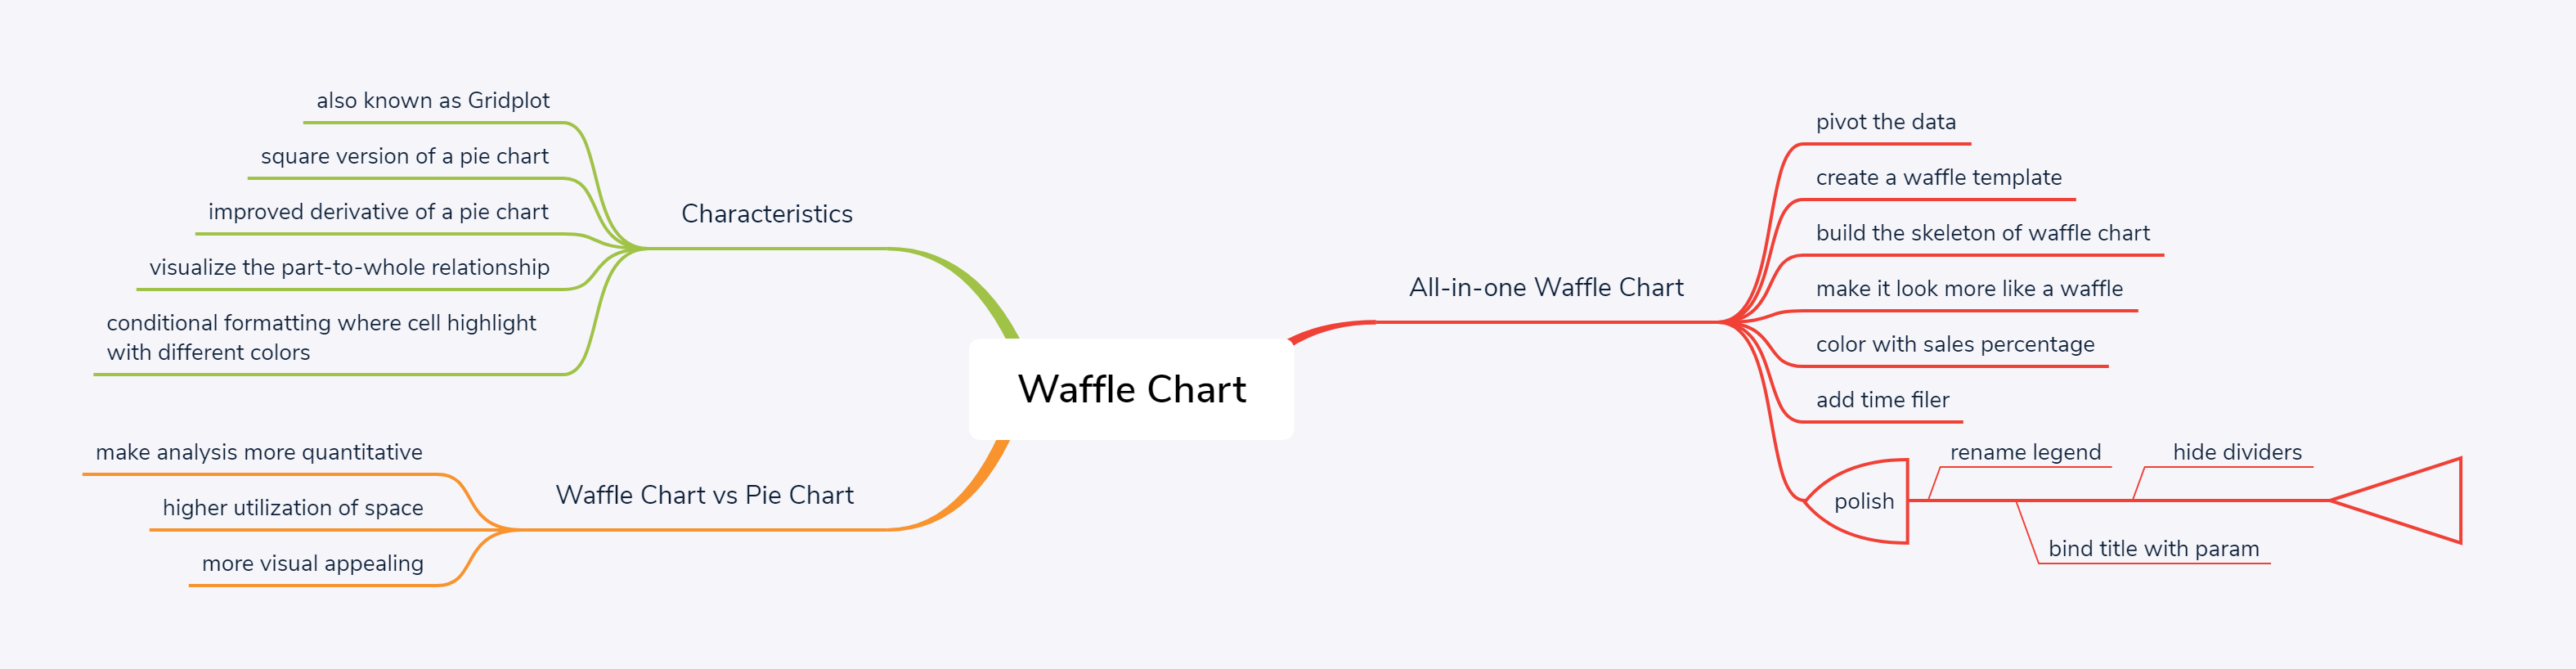 Waffle Chart
Characteristics
also known as Gridplot
square version of a pie chart
improved derivative of a pie chart
visualize the part-to-whole relationship
conditional formatting where cell highlight
with different colors
Waffle Chart vs Pie Chart
make analysis more quantitative
higher utilization of space
more visual appealing
All-in-one Waffle Chart
pivot the data
create a waffle template
build the skeleton of waffle chart
make it look more like a waffle
color with sales percentage
add time filer
polish
rename legend
bind title with param
hide dividers